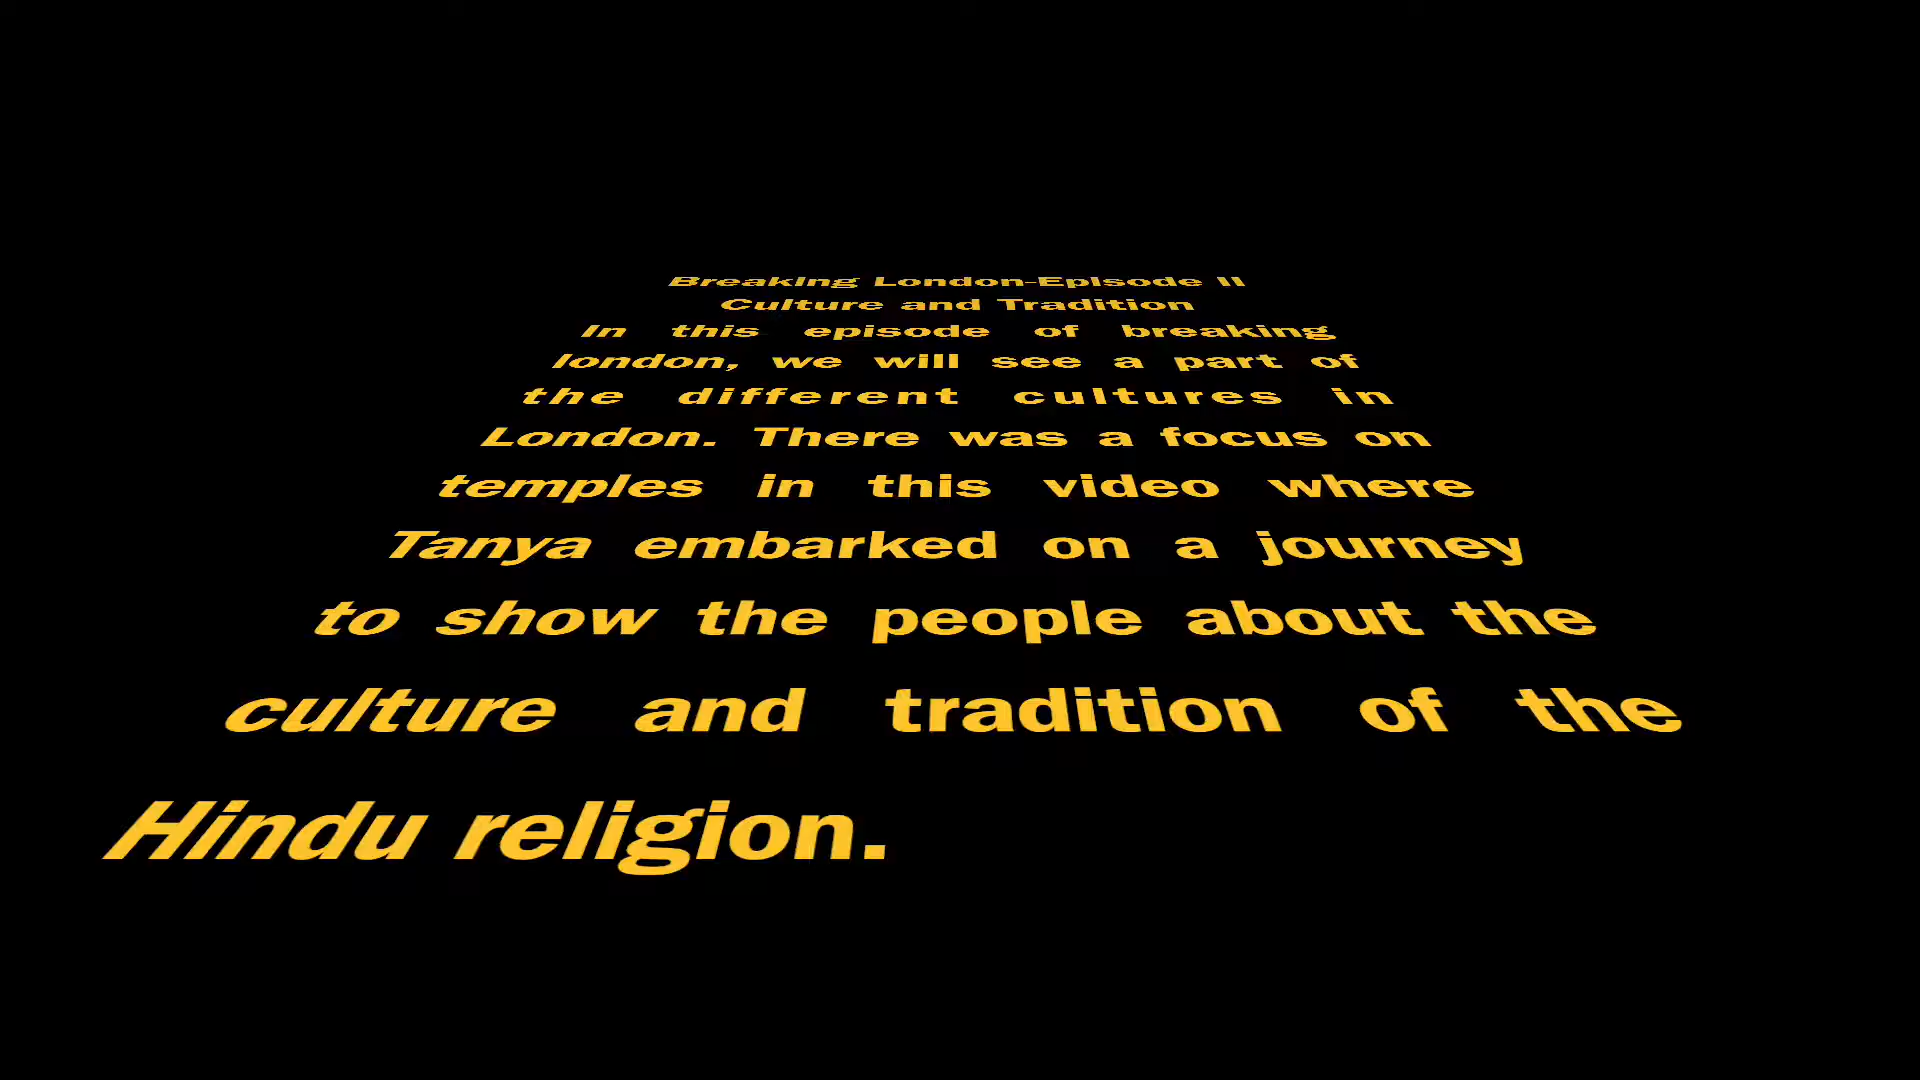 Breaking London-Episode II
Culture and Tradition
In this episode of breaking
london, we will see a part of
the different cultures in
London. There was a focus on
temples in this video where
Tanya embarked on a journey
to show the people about the
culture and tradition of the
Hindu religion.